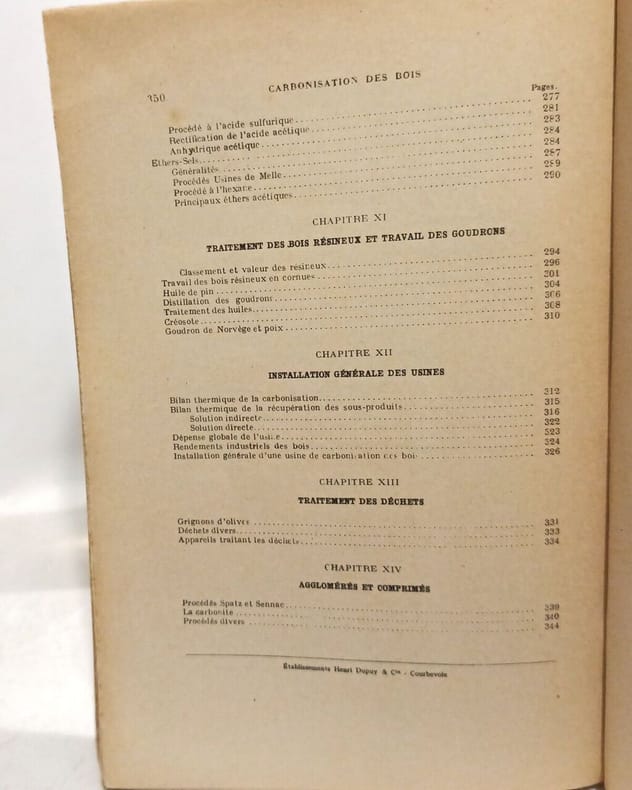 350 CARBONISATION DES BOIS
Pages.
Procédé à l'acide sulfurique 277
Rectification de l'acide acétique 281
Anhydrique acétique 283
Ethers-Sels 284
Généralités 284
Procédés Usines de Melle 287
Procédé à l'hexane 289
Principaux éthers acétiques 290
CHAPITRE XI
TRAITEMENT DES BOIS RÉSINEUX ET TRAVAIL DES GOUDRONS
Classement et valeur des résineux 294
Travail des bois résineux en cornues 296
Huile de pin 301
Distillation des goudrons 304
Traitement des huiles 306
Créosote 308
Goudron de Norvège et poix 310
CHAPITRE XII
INSTALLATION GÉNÉRALE DES USINES
Bilan thermique de la carbonisation 312
Bilan thermique de la récupération des sous-produits 315
Solution indirecte 316
Solution directe 322
Dépense globale de l'usine 323
Rendements industriels des bois 324
Installation générale d'une usine de carbonisation des bois 326
CHAPITRE XIII
TRAITEMENT DES DÉCHETS
Grignons d'olives 331
Déchets divers 333
Appareils traitant les déchets 334
CHAPITRE XIV
AGGLOMÉRÉS ET COMPRIMÉS
Procédés Spatz et Sennac 339
La carbonite 340
Procédés divers 344
Établissements Henri Dupuy & Cie - Courbevoie